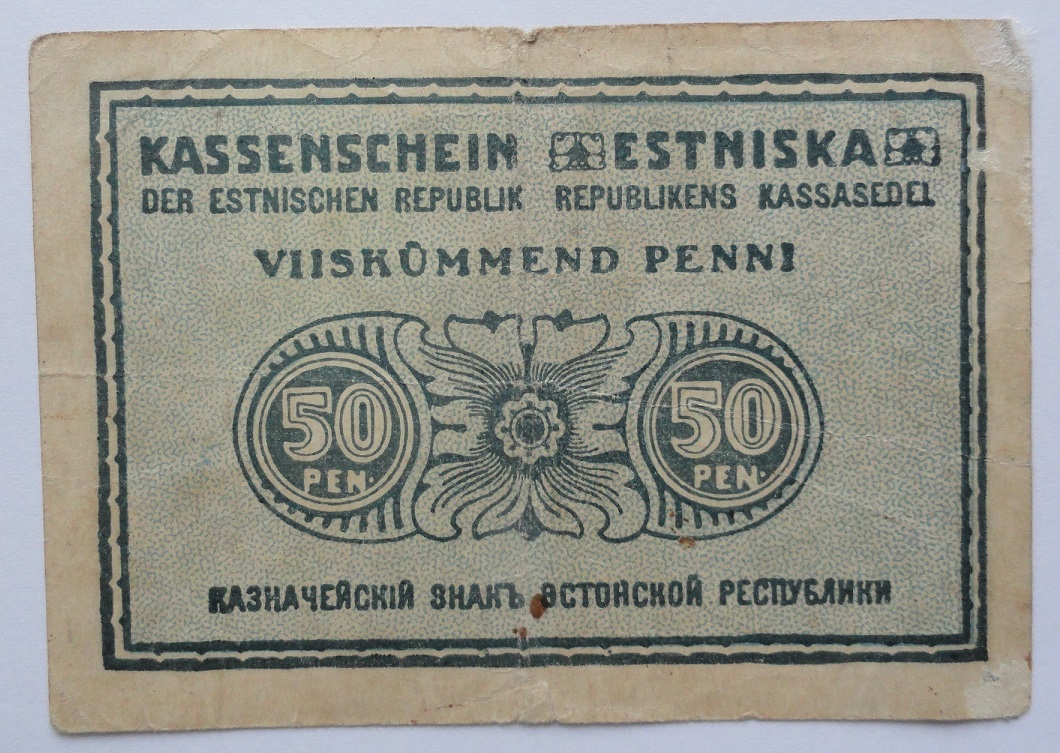 KASSENSCHEIN ESTNISKA
DER ESTNISCHEN REPUBLIK REPUBLIKENS KASSASEDEL
VIISKÜMMEND PENNI
50 50
PEN. PEN.
КАЗНАЧЕЙСКІЙ ЗНАКЪ ЭСТОНСКОЙ РЕСПУБЛИКИ